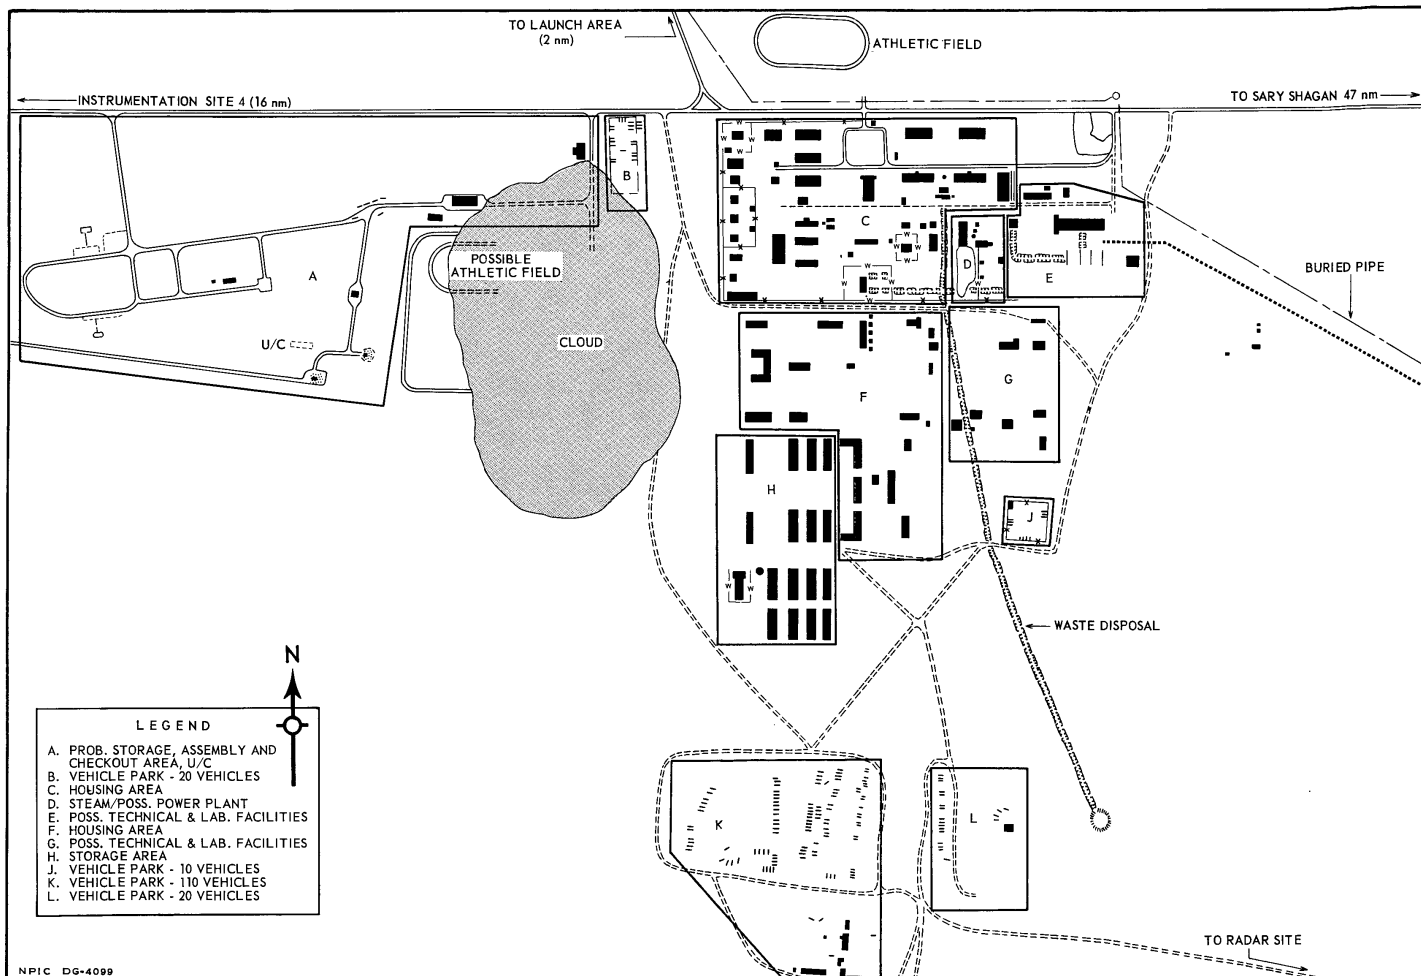 TO LAUNCH AREA
(2 nm)
ATHLETIC FIELD
INSTRUMENTATION SITE 4 (16 nm)
TO SARY SHAGAN 47 nm
B
W
W
W
W
C
W
W
W
W
W
W
W
W
D
E
BURIED PIPE
POSSIBLE
ATHLETIC FIELD
A
U/C
CLOUD
F
G
H
J
W
W
WASTE DISPOSAL
N
LEGEND
A. PROB. STORAGE, ASSEMBLY AND
CHECKOUT AREA, U/C
B. VEHICLE PARK - 20 VEHICLES
C. HOUSING AREA
D. STEAM/POSS. POWER PLANT
E. POSS. TECHNICAL & LAB. FACILITIES
F. HOUSING AREA
G. POSS. TECHNICAL & LAB. FACILITIES
H. STORAGE AREA
J. VEHICLE PARK - 10 VEHICLES
K. VEHICLE PARK - 110 VEHICLES
L. VEHICLE PARK - 20 VEHICLES
K
L
TO RADAR SITE
NPIC DG-4099